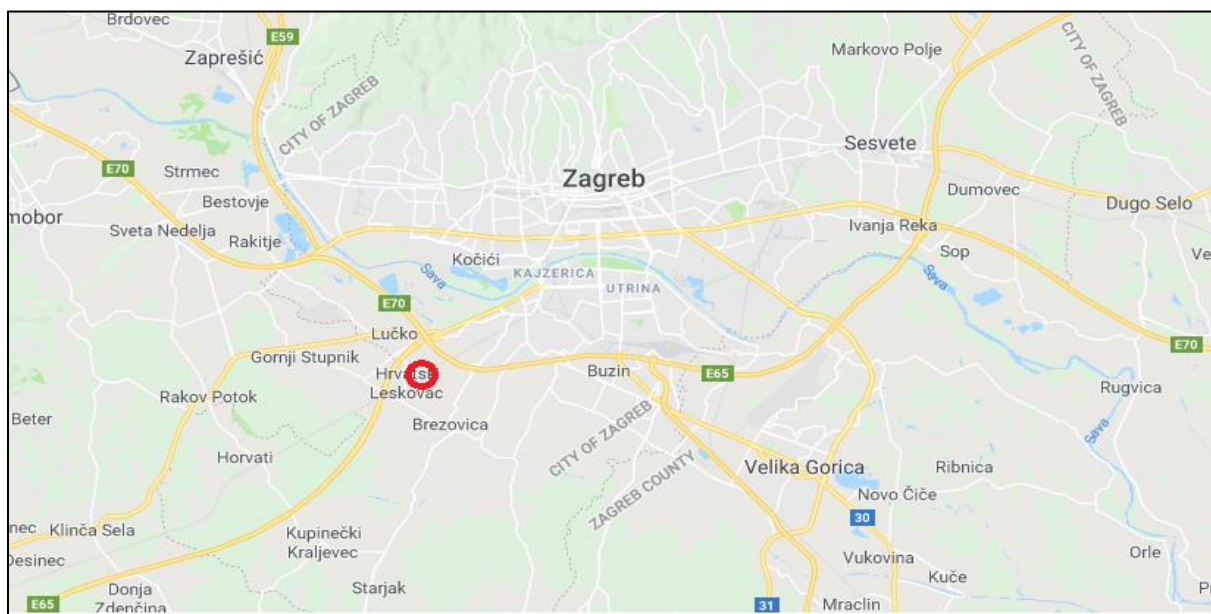 Brdovec
E59
Zaprešić
Markovo Polje
CITY OF ZAGREB
CITY OF ZAGREB
Sesvete
E70
Strmec
Zagreb
Dumovec
Bestovje
Dugo Selo
mobor
Sveta Nedelja
Rakitje
Ivanja Reka
Sop
Ve
Kočići
Sava
KAJZERICA
UTRINA
Sava
E70
Lučko
E70
Gornji Stupnik
Hrvats
Leskovac
Buzin
E65
Rugvica
Rakov Potok
Beter
Brezovica
Sava
CITY OF ZAGREB
ZAGREB COUNTY
Horvati
Velika Gorica
Ribnica
Novo Čiče
30
nec
Klinča Sela
Kupinečki
Kraljevec
Desinec
Vukovina
Orle
Kuče
Donja
Zdenčina
Starjak
E65
31
Mraclin